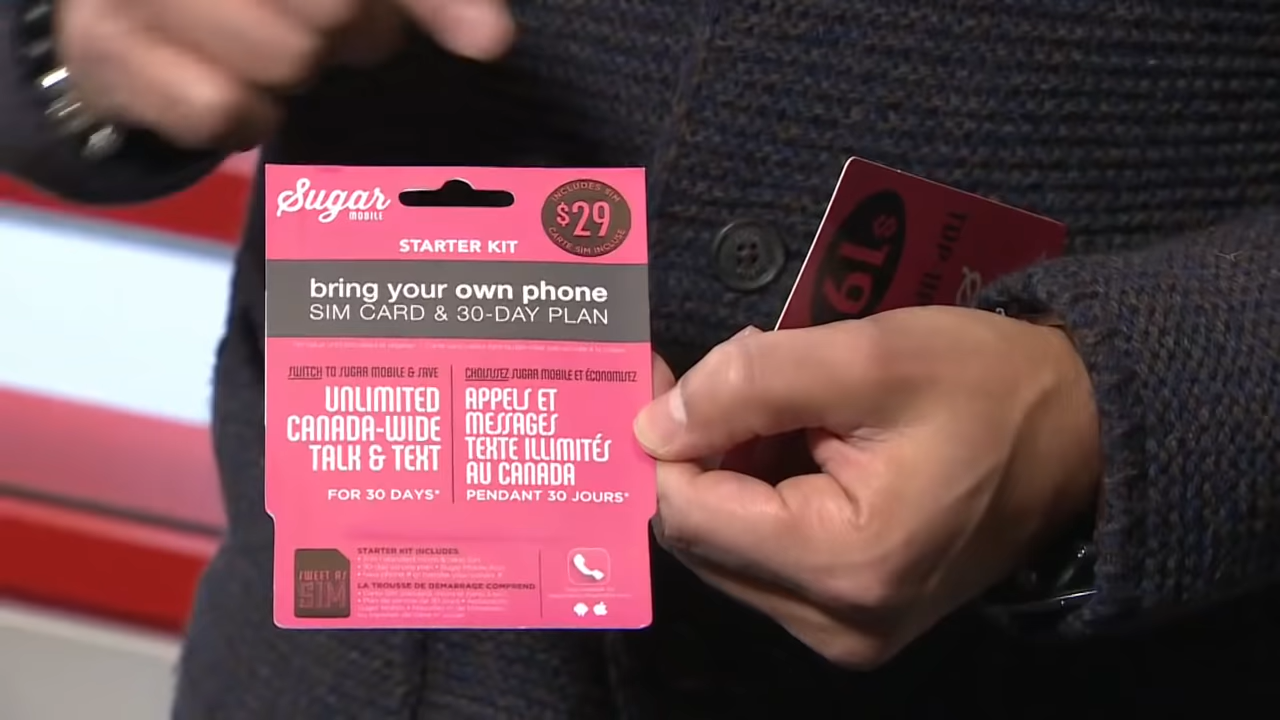 Sugar
MOBILE
INCLUDES SIM
$29
CARTE SIM INCLUSE
STARTER KIT
bring your own phone
SIM CARD & 30-DAY PLAN
SWITCH TO SUGAR MOBILE & SAVE
UNLIMITED
CANADA-WIDE
TALK & TEXT
FOR 30 DAYS*
CHOISISSEZ SUGAR MOBILE ET ÉCONOMISEZ
APPELS ET
MESSAGES
TEXTE ILLIMITÉS
AU CANADA
PENDANT 30 JOURS*
SWEET AS
SIM
STARTER KIT INCLUDES
LA TROUSSE DE DÉMARRAGE COMPREND
$19
TOP